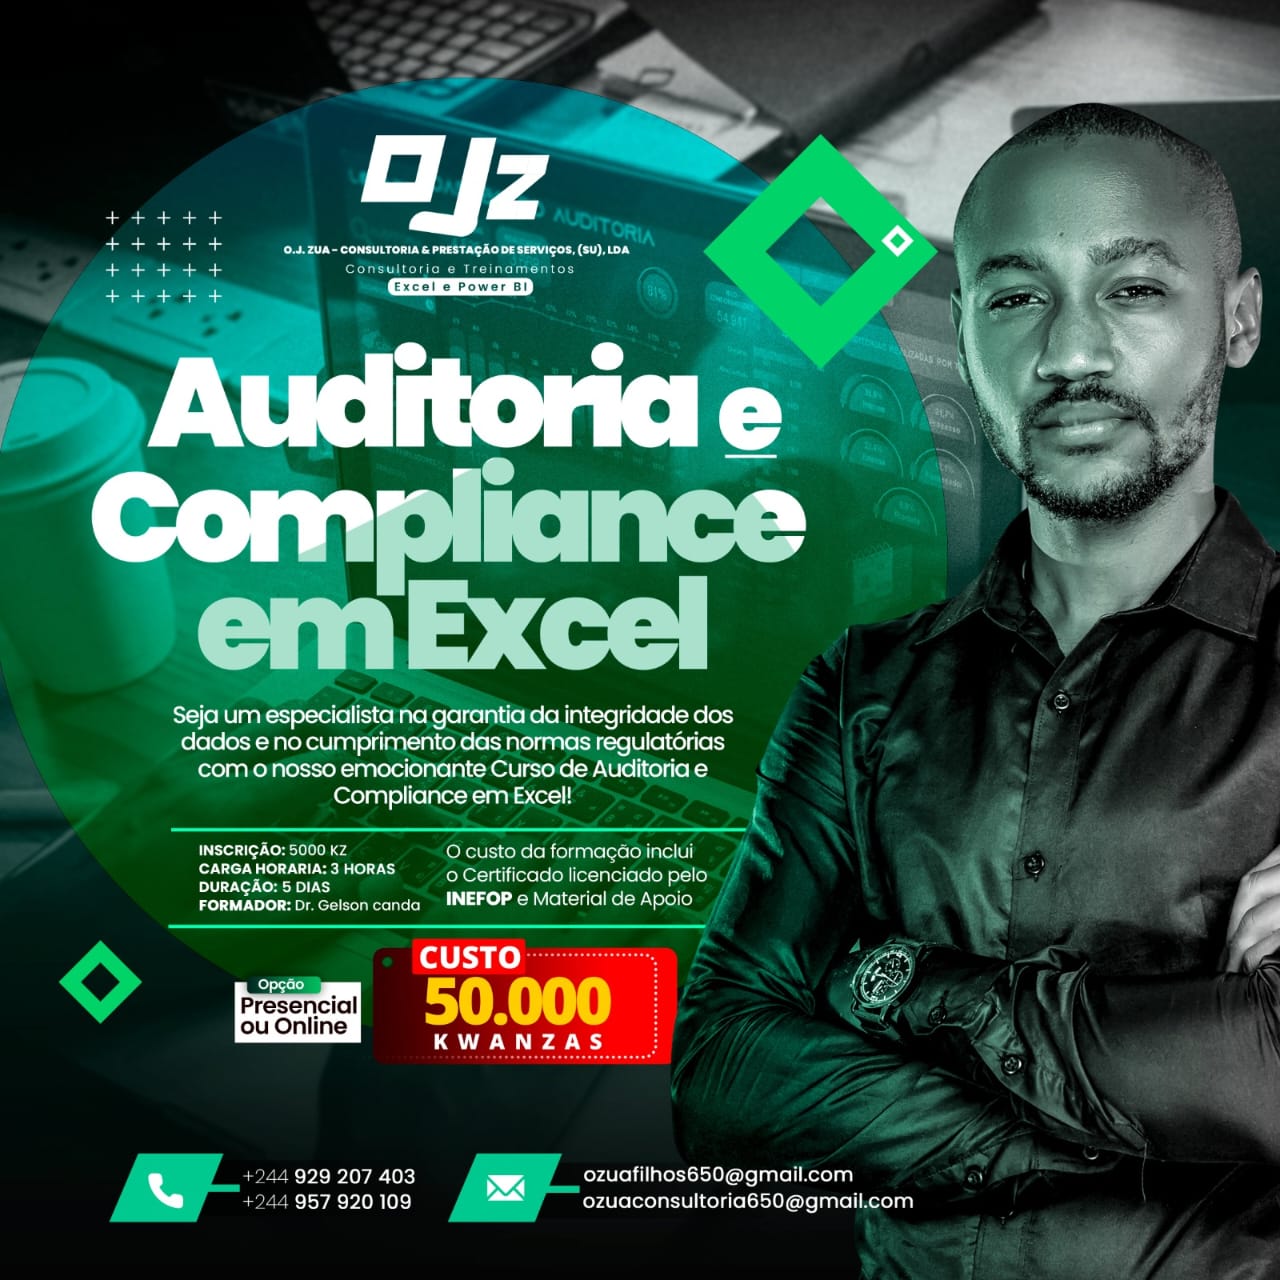 OJZ
O.J. ZUA - CONSULTORIA & PRESTAÇÃO DE SERVIÇOS, (SU), LDA
Consultoria e Treinamentos
Excel e Power BI
AUDITORIA
81%
Auditoria e
Compliance
em Excel
Seja um especialista na garantia da integridade dos
dados e no cumprimento das normas regulatórias
com o nosso emocionante Curso de Auditoria e
Compliance em Excel!
INSCRIÇÃO: 5000 KZ
CARGA HORARIA: 3 HORAS
DURAÇÃO: 5 DIAS
FORMADOR: Dr. Gelson canda
O custo da formação inclui
o Certificado licenciado pelo
INEFOP e Material de Apoio
Opção
Presencial
ou Online
CUSTO
50.000
KWANZAS
+244 929 207 403
+244 957 920 109
ozuafilhos650@gmail.com
ozuaconsultoria650@gmail.com